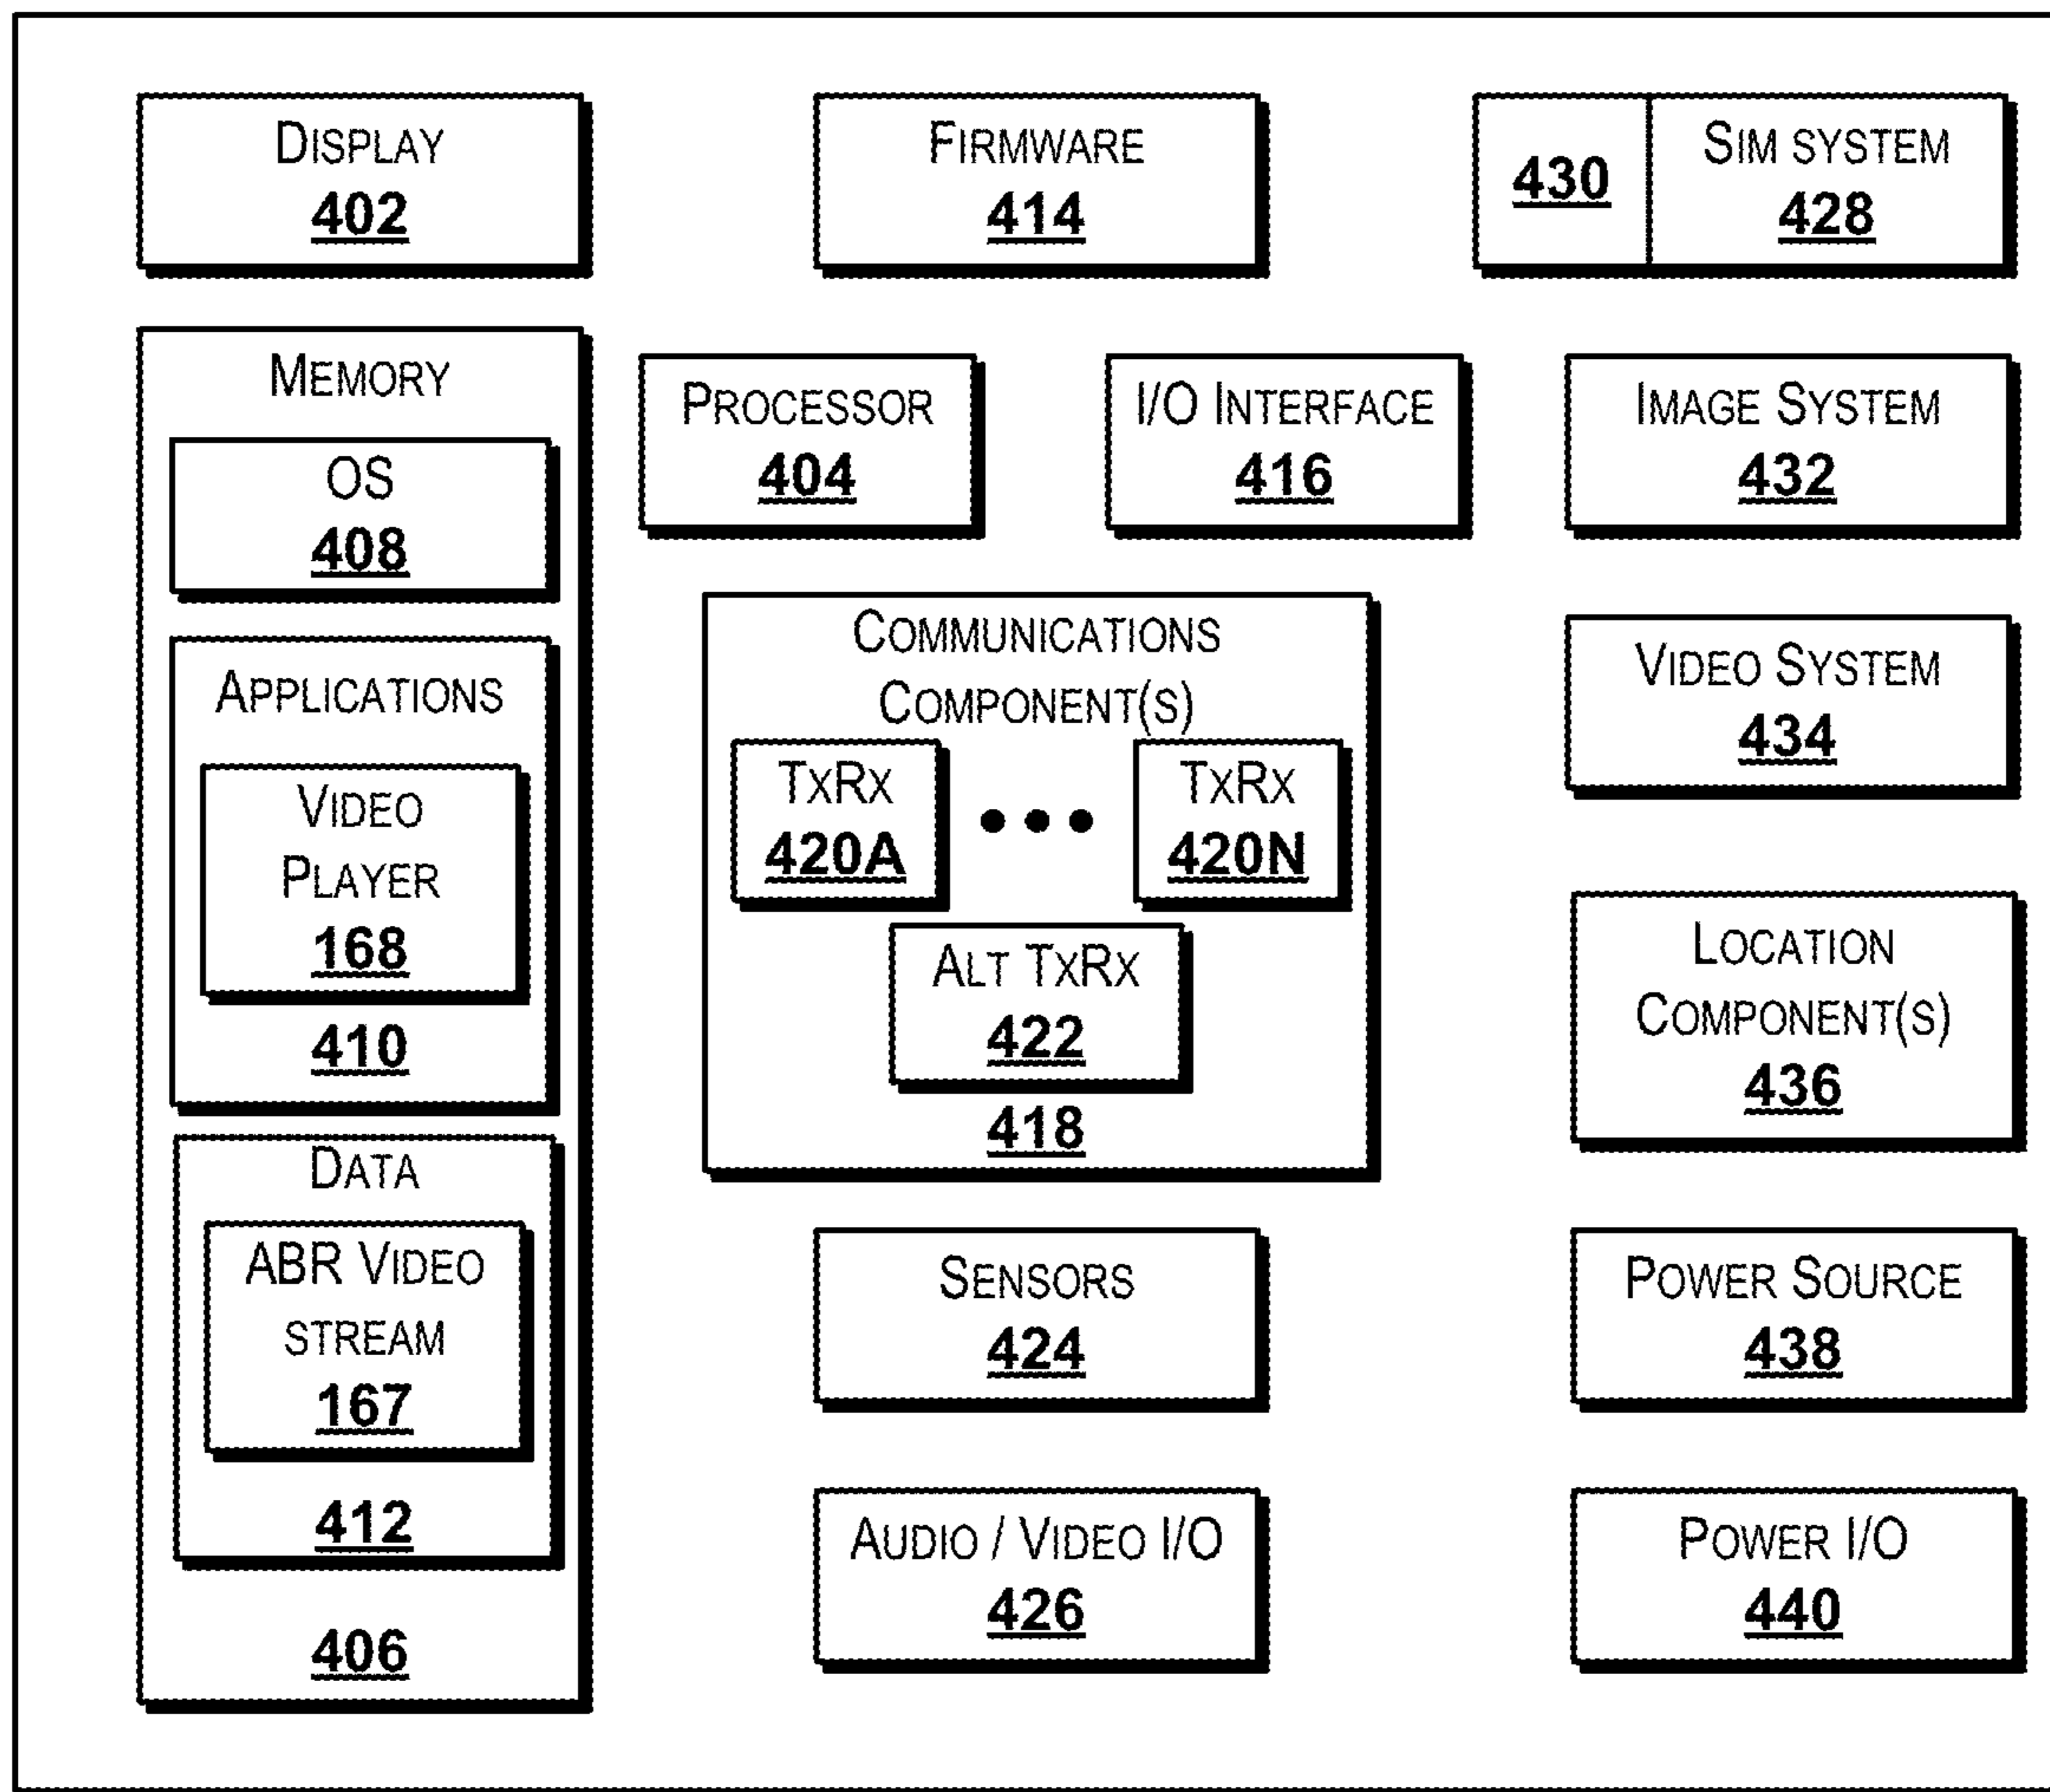 DISPLAY
402
FIRMWARE
414
430
SIM SYSTEM
428
MEMORY
OS
408
APPLICATIONS
VIDEO
PLAYER
168
410
DATA
ABR VIDEO
STREAM
167
412
406
PROCESSOR
404
I/O INTERFACE
416
IMAGE SYSTEM
432
COMMUNICATIONS
COMPONENT(S)
TXRX
420A
TXRX
420N
ALT TXRX
422
418
VIDEO SYSTEM
434
LOCATION
COMPONENT(S)
436
SENSORS
424
POWER SOURCE
438
AUDIO / VIDEO I/O
426
POWER I/O
440